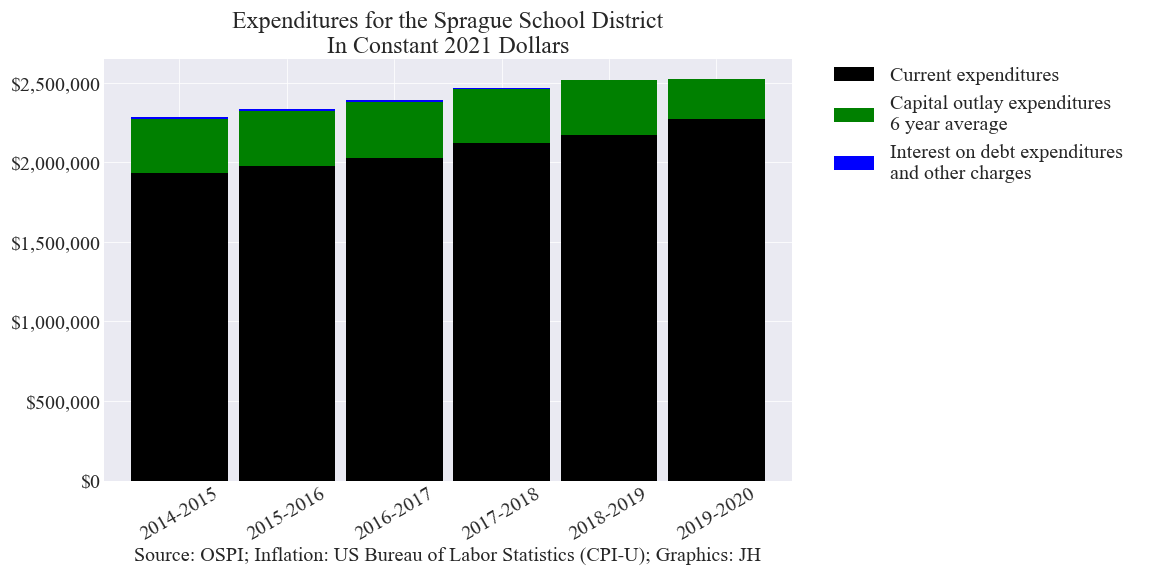 Expenditures for the Sprague School District
In Constant 2021 Dollars
$2,500,000
$2,000,000
$1,500,000
$1,000,000
$500,000
$0
2014-2015
2015-2016
2016-2017
2017-2018
2018-2019
2019-2020
Source: OSPI; Inflation: US Bureau of Labor Statistics (CPI-U); Graphics: JH
Current expenditures
Capital outlay expenditures
6 year average
Interest on debt expenditures
and other charges